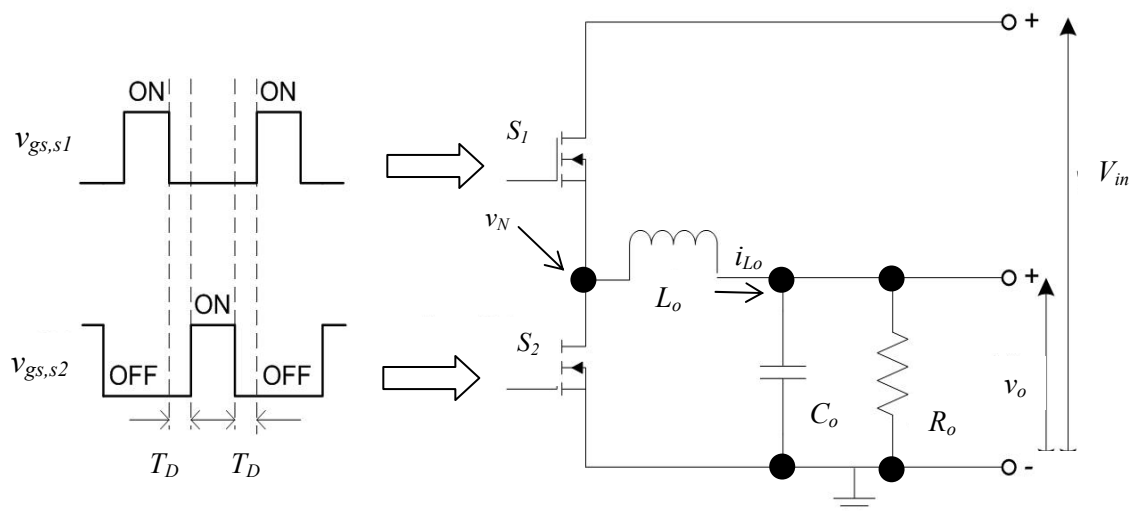 ON ON
v_gs,s1
ON
v_gs,s2
OFF OFF
T_D T_D
S_1
v_N
i_Lo
L_o
S_2
C_o
R_o
+
V_in
+
v_o
-